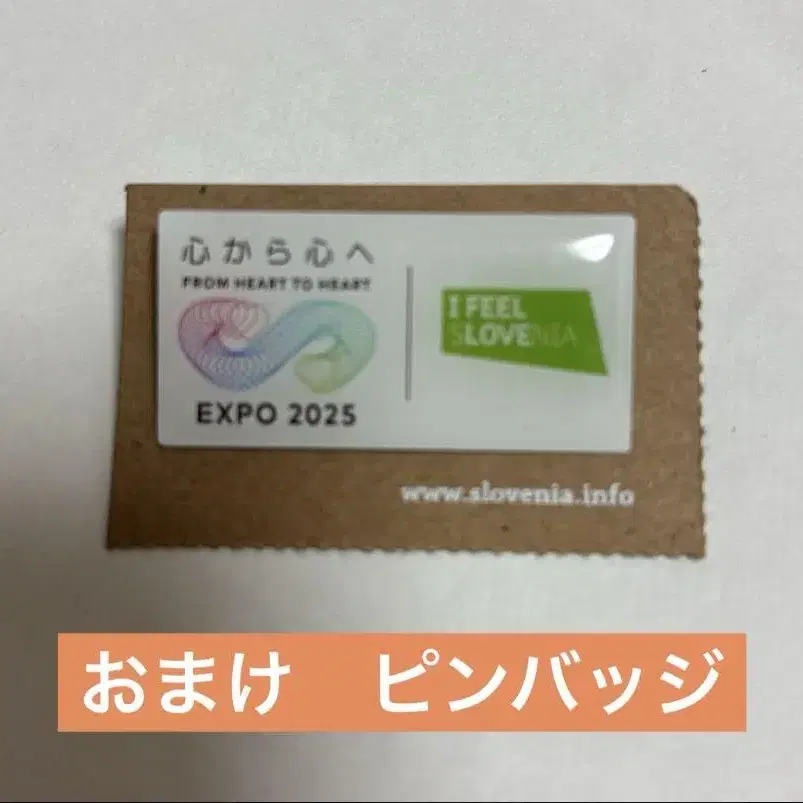 心から心へ
FROM HEART TO HEART
EXPO 2025
I FEEL
SLOVENIA
www.slovenia.info
おまけ　ピンバッジ